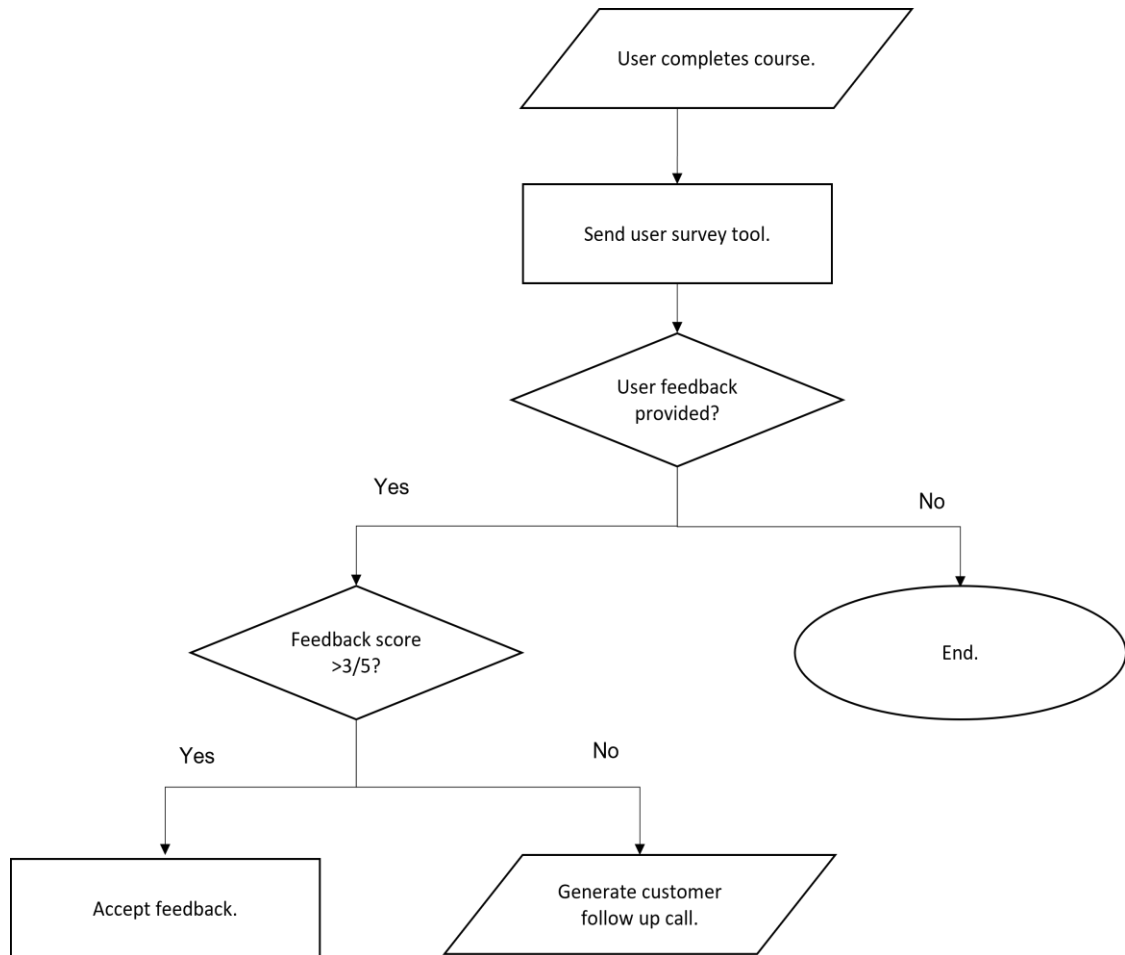 User completes course.
Send user survey tool.
User feedback
provided?
Yes
No
Feedback score
>3/5?
End.
Yes
No
Accept feedback.
Generate customer
follow up call.